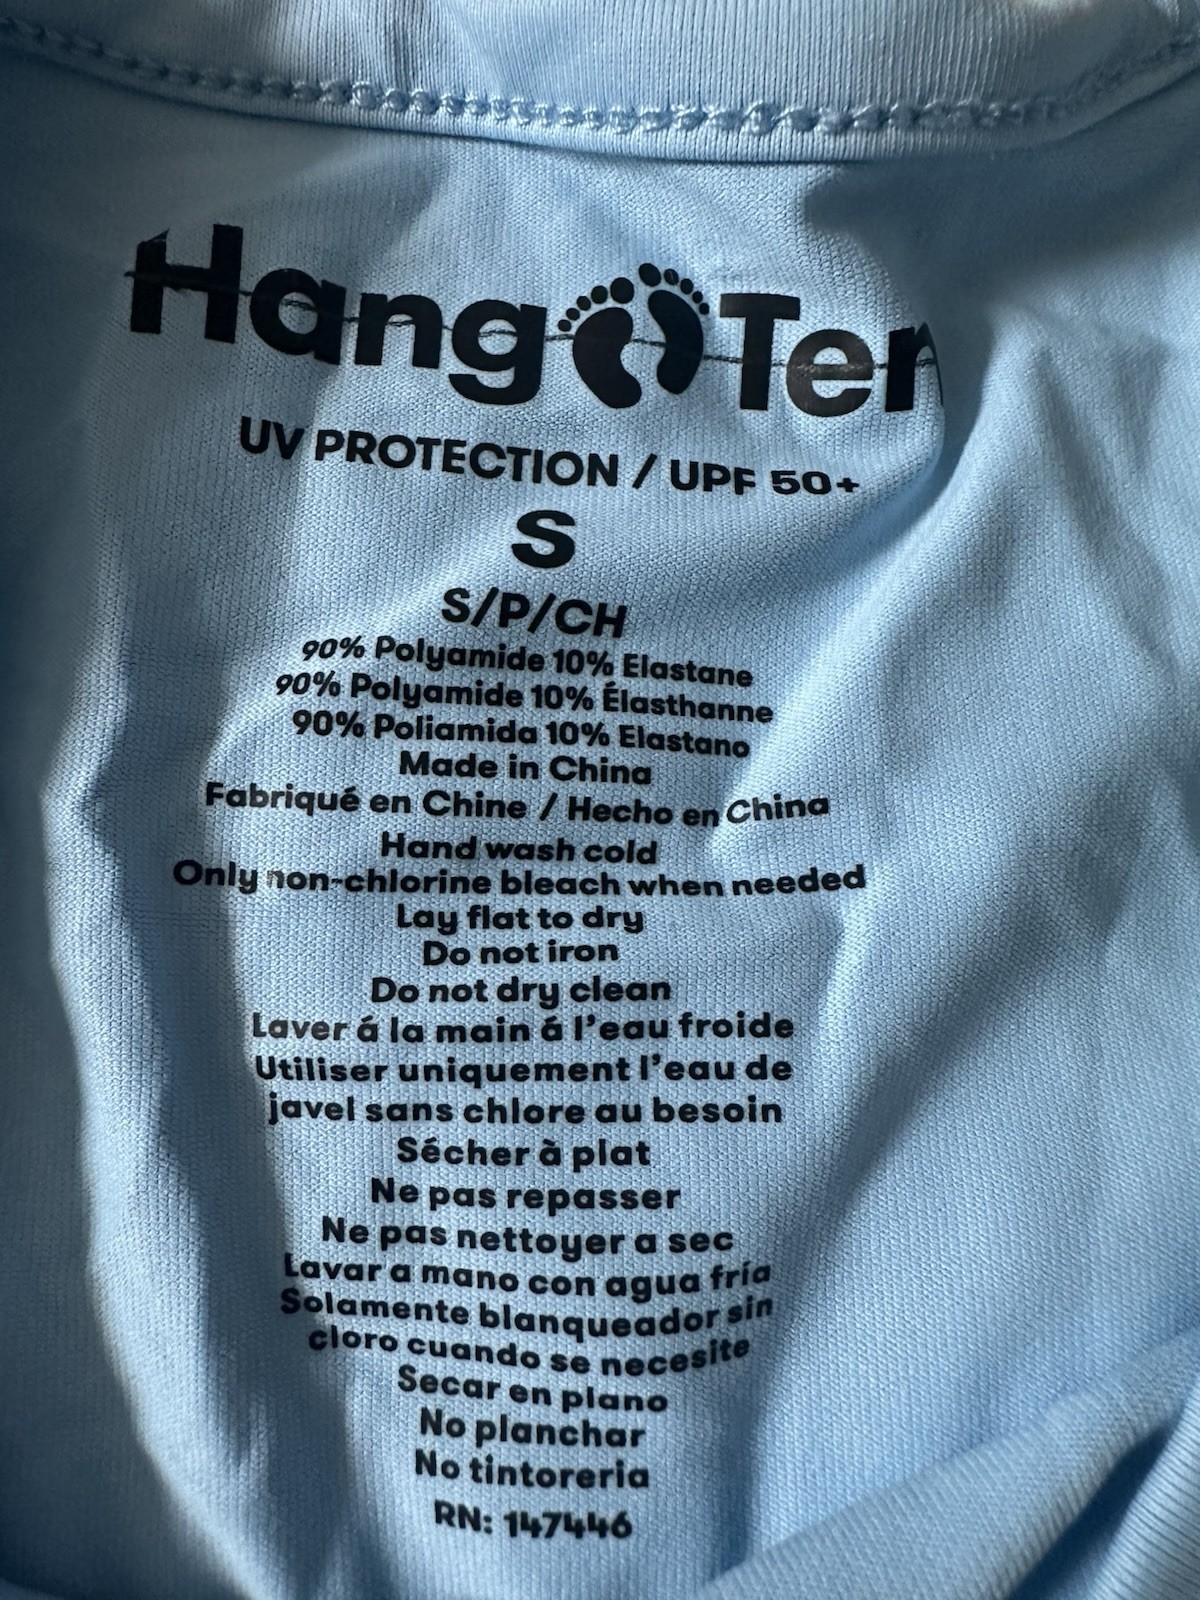 Hang Ten
UV PROTECTION / UPF 50+
S
S/P/CH
90% Polyamide 10% Elastane
90% Polyamide 10% Élasthanne
90% Poliamida 10% Elastano
Made in China
Fabriqué en Chine / Hecho en China
Hand wash cold
Only non-chlorine bleach when needed
Lay flat to dry
Do not iron
Do not dry clean
Laver á la main á l’eau froide
Utiliser uniquement l’eau de
javel sans chlore au besoin
Sécher à plat
Ne pas repasser
Ne pas nettoyer a sec
Lavar a mano con agua fría
Solamente blanqueador sin
cloro cuando se necesite
Secar en plano
No planchar
No tintoreria
RN: 147446